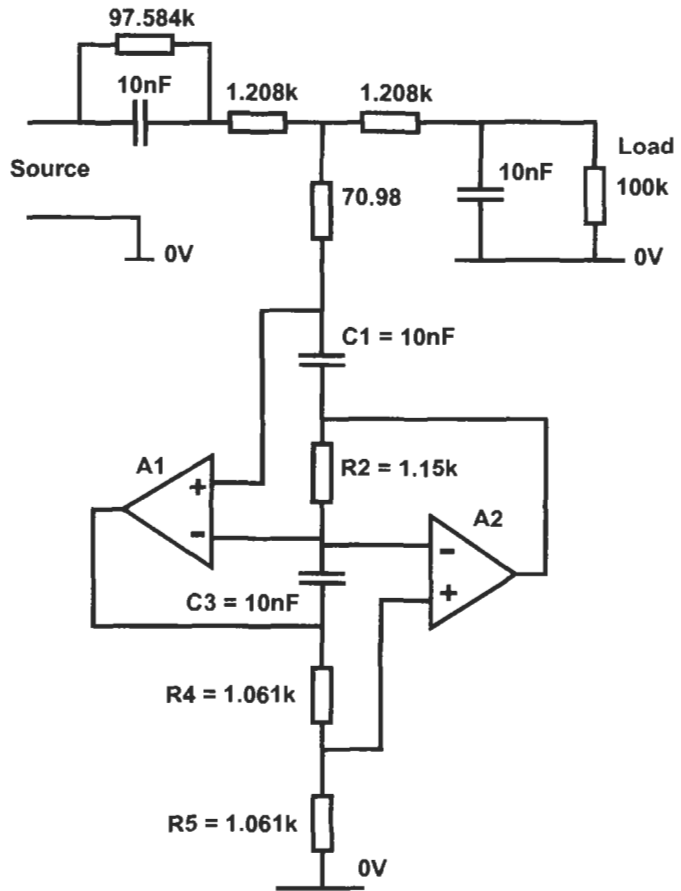 97.584k
10nF
1.208k
1.208k
Source
0V
70.98
10nF
Load
100k
0V
C1 = 10nF
A1
+
-
R2 = 1.15k
A2
-
+
C3 = 10nF
R4 = 1.061k
R5 = 1.061k
0V